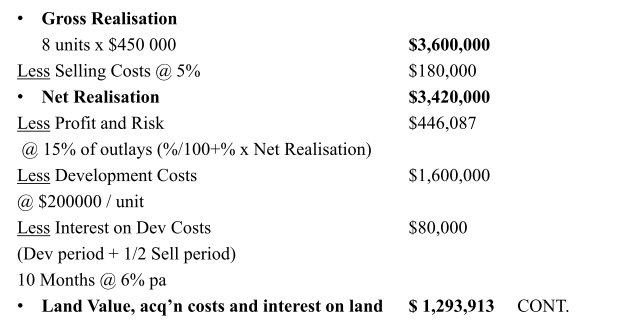 • Gross Realisation
8 units x $450 000 $3,600,000
Less Selling Costs @ 5% $180,000
• Net Realisation $3,420,000
Less Profit and Risk $446,087
@ 15% of outlays (%/100+% x Net Realisation)
Less Development Costs $1,600,000
@ $200000 / unit
Less Interest on Dev Costs $80,000
(Dev period + 1/2 Sell period)
10 Months @ 6% pa
• Land Value, acq’n costs and interest on land $ 1,293,913 CONT.